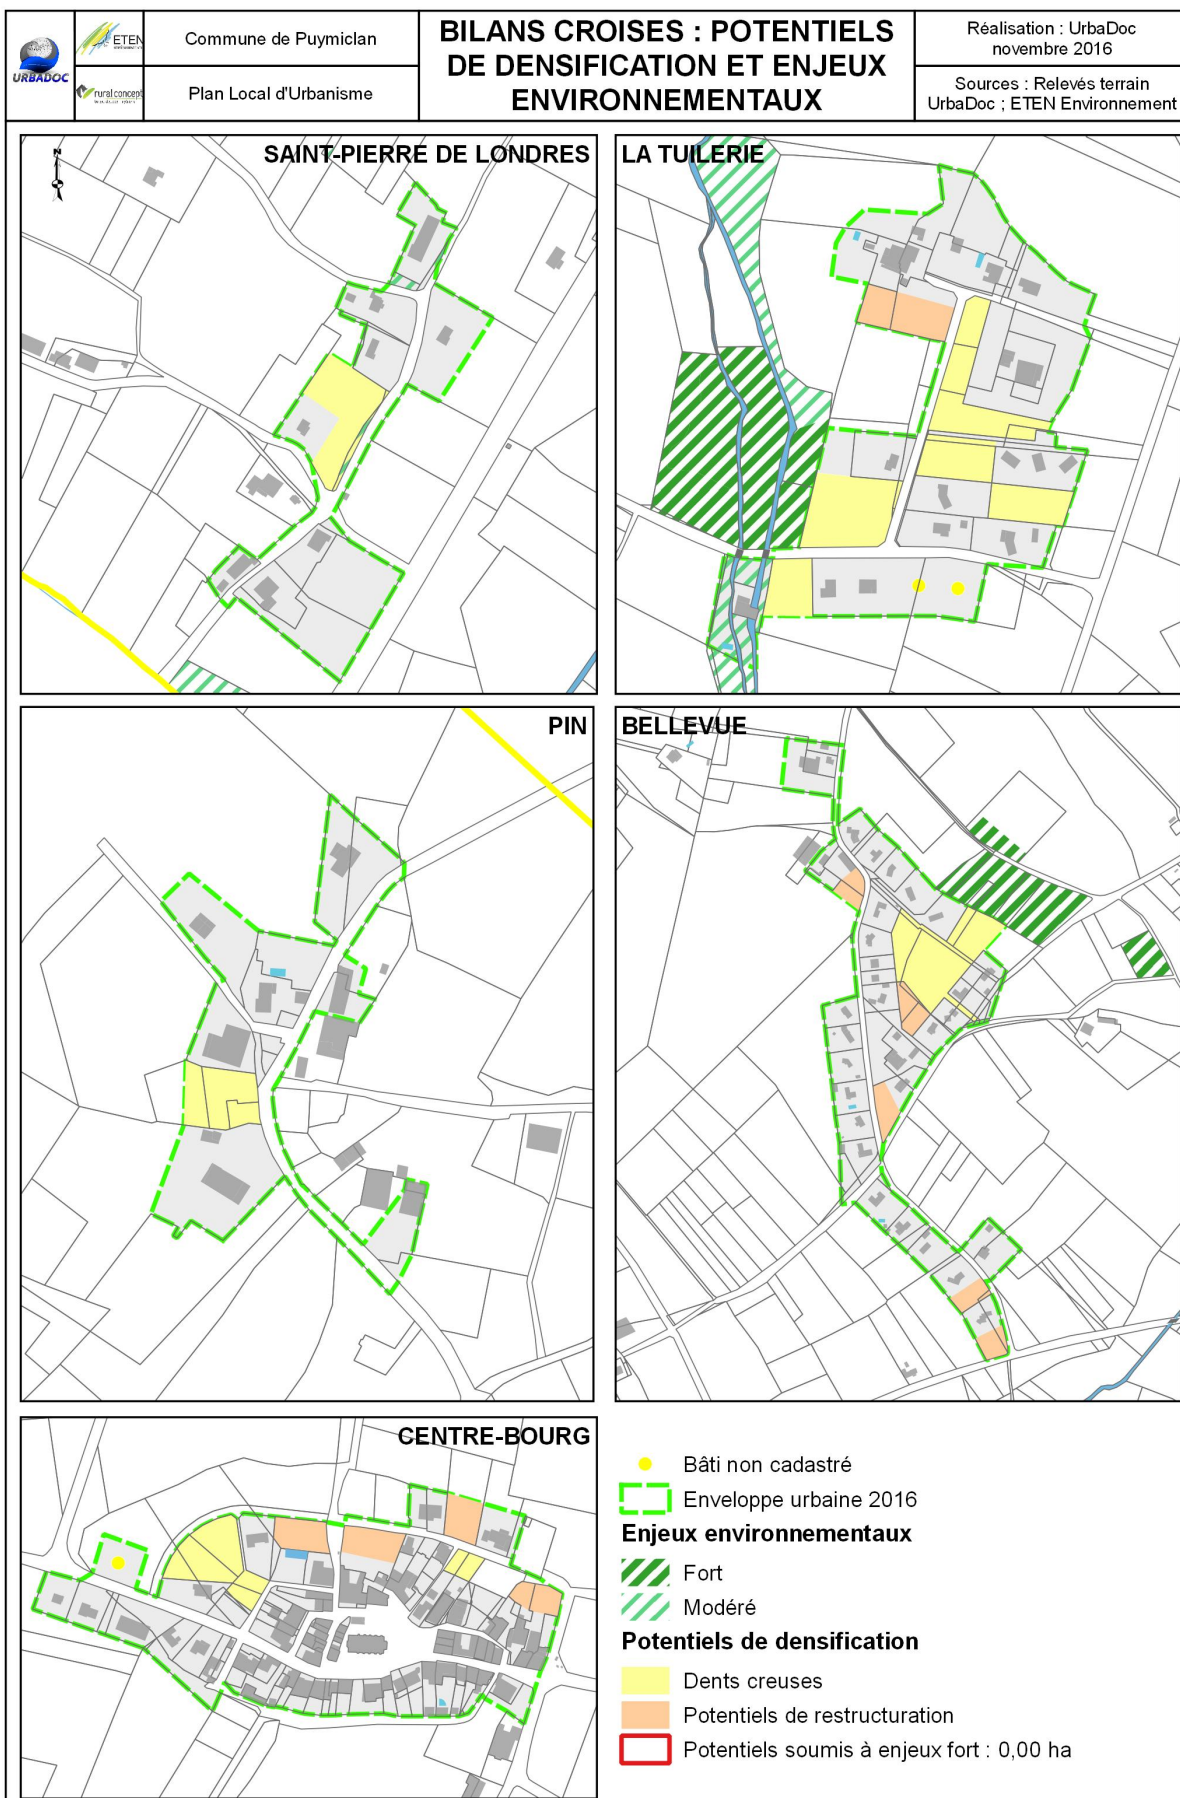 URBADOC
ETEN
rural concept
Commune de Puymiclan
Plan Local d'Urbanisme
BILANS CROISES : POTENTIELS
DE DENSIFICATION ET ENJEUX
ENVIRONNEMENTAUX
Réalisation : UrbaDoc
novembre 2016
Sources : Relevés terrain
UrbaDoc ; ETEN Environnement
N
SAINT-PIERRE DE LONDRES
LA TUILERIE
PIN
BELLEVUE
CENTRE-BOURG
Bâti non cadastré
Enveloppe urbaine 2016
Enjeux environnementaux
Fort
Modéré
Potentiels de densification
Dents creuses
Potentiels de restructuration
Potentiels soumis à enjeux fort : 0,00 ha